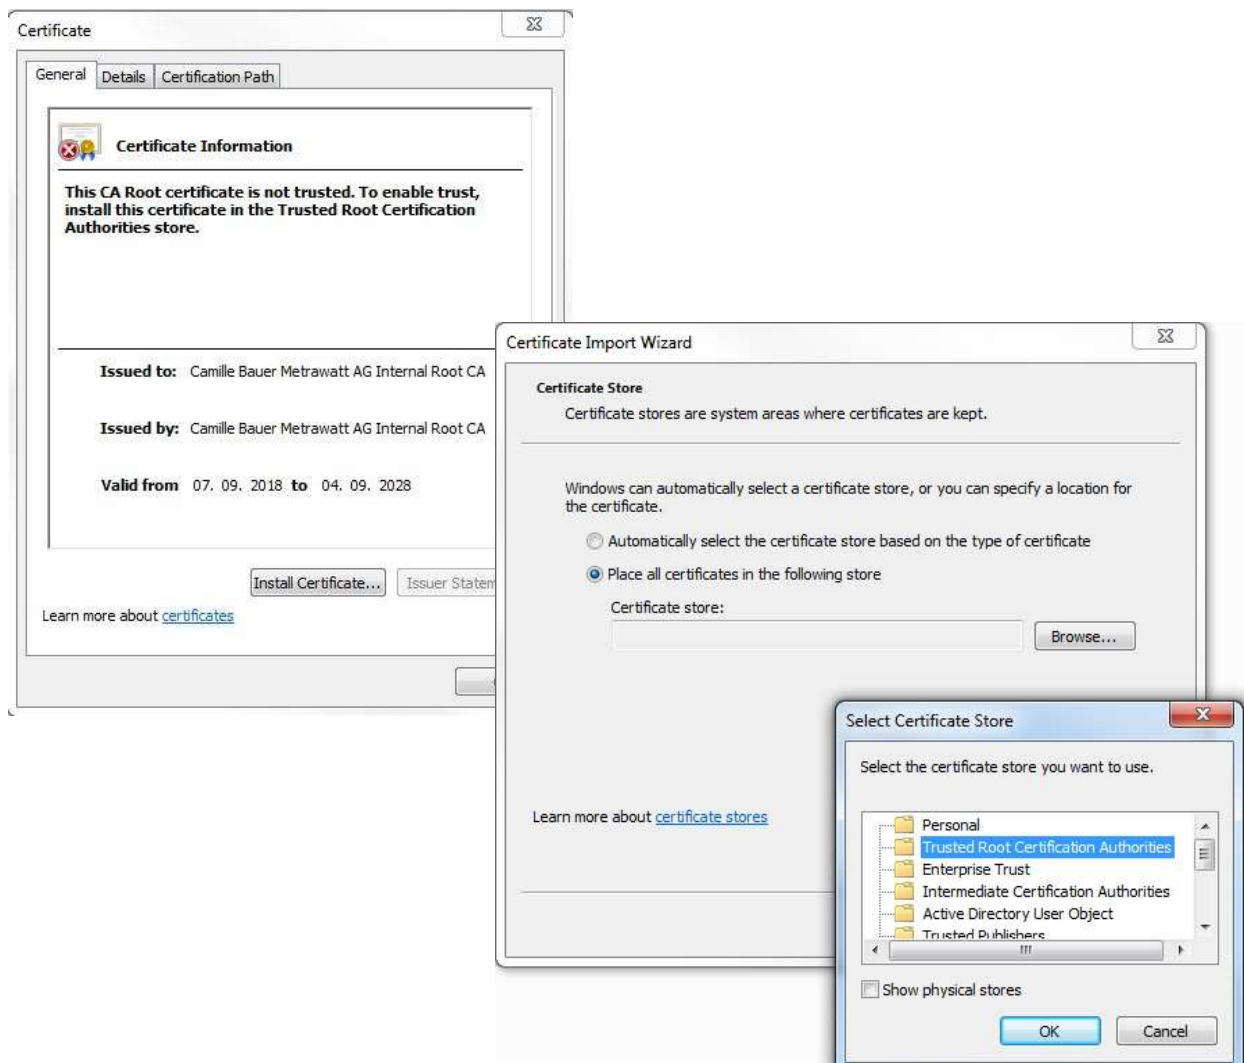 Certificate
General Details Certification Path
Certificate Information
This CA Root certificate is not trusted. To enable trust,
install this certificate in the Trusted Root Certification
Authorities store.
Issued to: Camille Bauer Metrawatt AG Internal Root CA
Issued by: Camille Bauer Metrawatt AG Internal Root CA
Valid from 07. 09. 2018 to 04. 09. 2028
Install Certificate... Issuer Statem
Learn more about certificates
Certificate Import Wizard
Certificate Store
Certificate stores are system areas where certificates are kept.
Windows can automatically select a certificate store, or you can specify a location for
the certificate.
Automatically select the certificate store based on the type of certificate
Place all certificates in the following store
Certificate store:
Browse...
Learn more about certificate stores
Select Certificate Store
Select the certificate store you want to use.
Personal
Trusted Root Certification Authorities
Enterprise Trust
Intermediate Certification Authorities
Active Directory User Object
Trusted Publishers
Show physical stores
OK Cancel